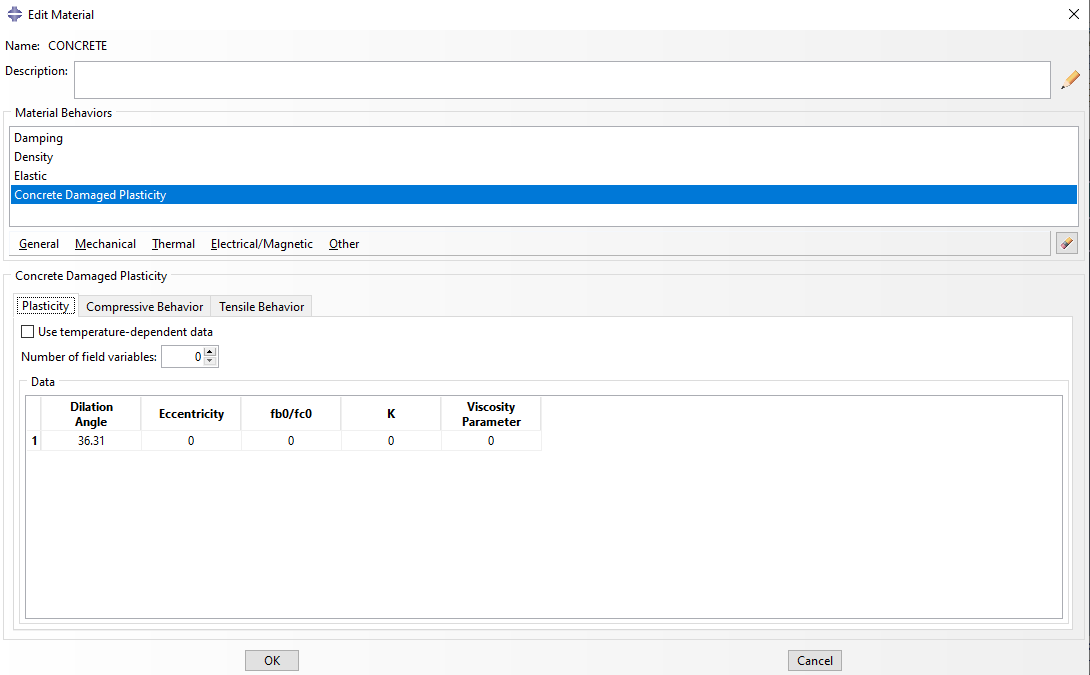 Edit Material
Name: CONCRETE
Description:
Material Behaviors
Damping
Density
Elastic
Concrete Damaged Plasticity
General Mechanical Thermal Electrical/Magnetic Other
Concrete Damaged Plasticity
Plasticity Compressive Behavior Tensile Behavior
Use temperature-dependent data
Number of field variables: 0
Data
Dilation Angle Eccentricity fb0/fc0 K Viscosity Parameter
1 36.31 0 0 0 0
OK Cancel